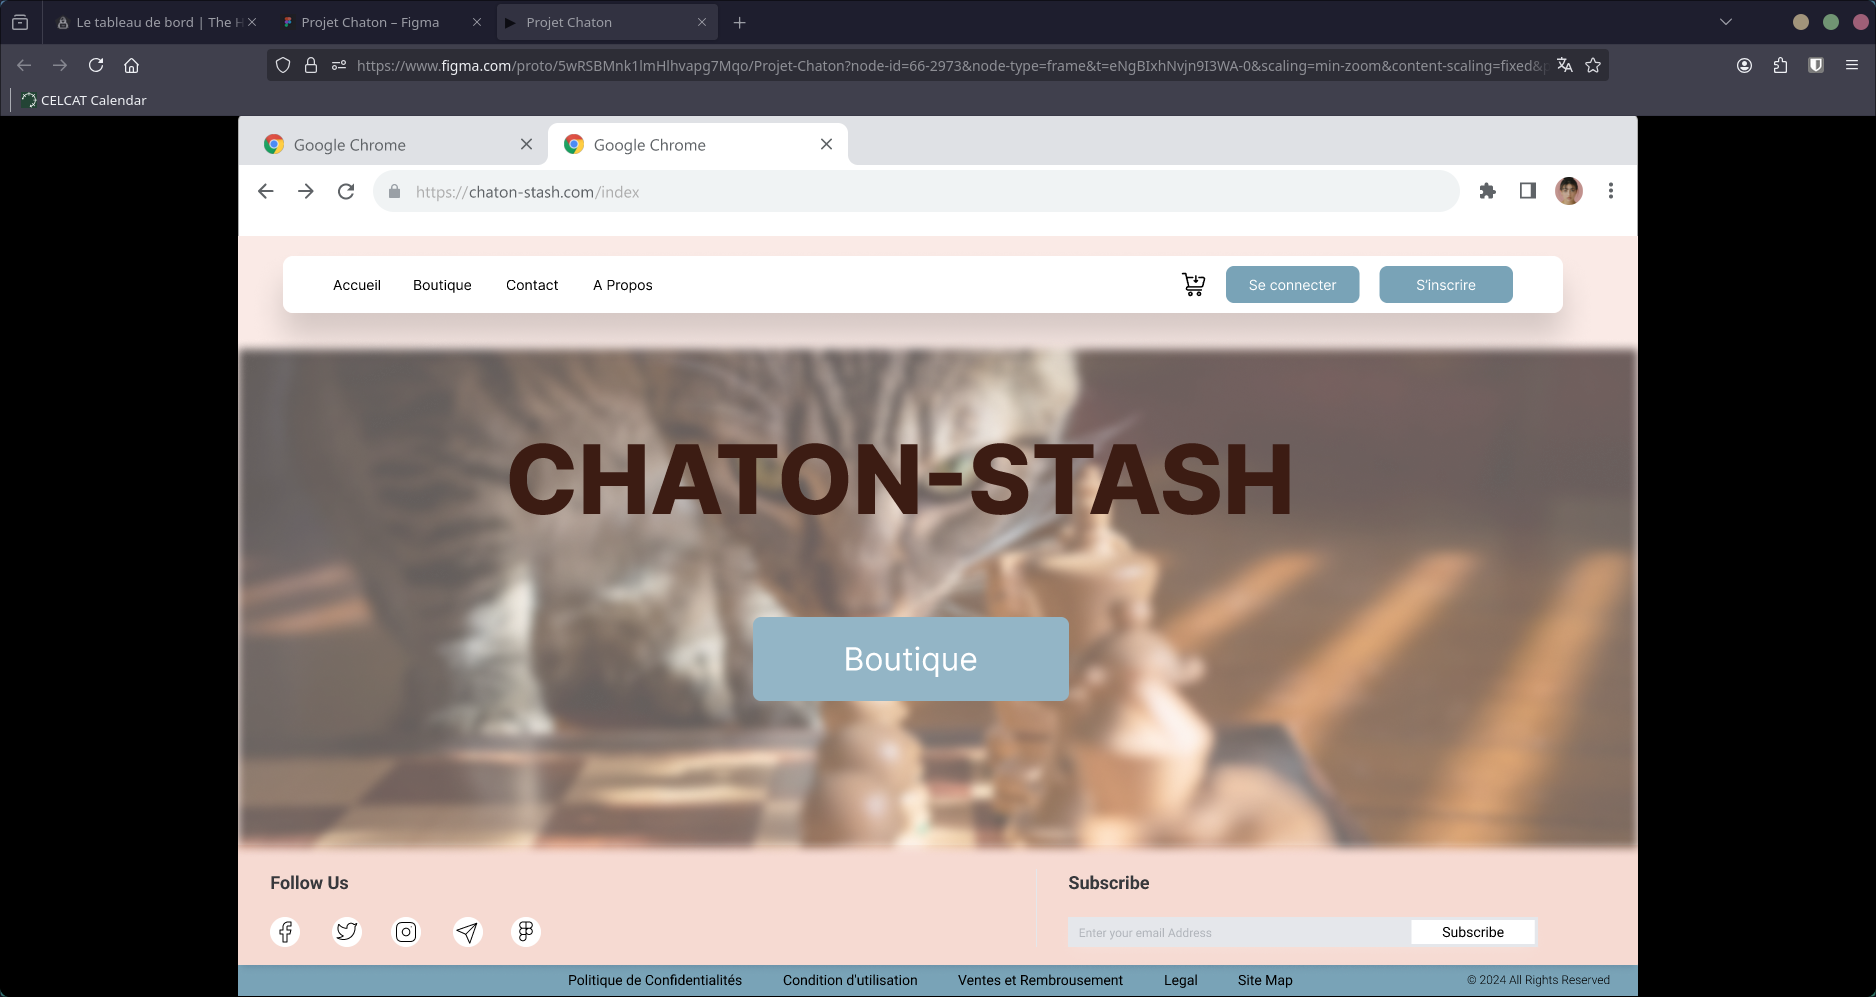 Le tableau de bord | The H
Projet Chaton – Figma
Projet Chaton
https://www.figma.com/proto/5wRSBMnk1lmHlhvapg7Mqo/Projet-Chaton?node-id=66-2973&node-type=frame&t=eNgBIxhNvjn9I3WA-0&scaling=min-zoom&content-scaling=fixed&p
CELCAT Calendar
Google Chrome
Google Chrome
https://chaton-stash.com/index
Accueil Boutique Contact A Propos Se connecter S'inscrire
CHATON-STASH
Boutique
Follow Us
Subscribe
Enter your email Address Subscribe
Politique de Confidentialités Condition d'utilisation Ventes et Rembrousement Legal Site Map © 2024 All Rights Reserved